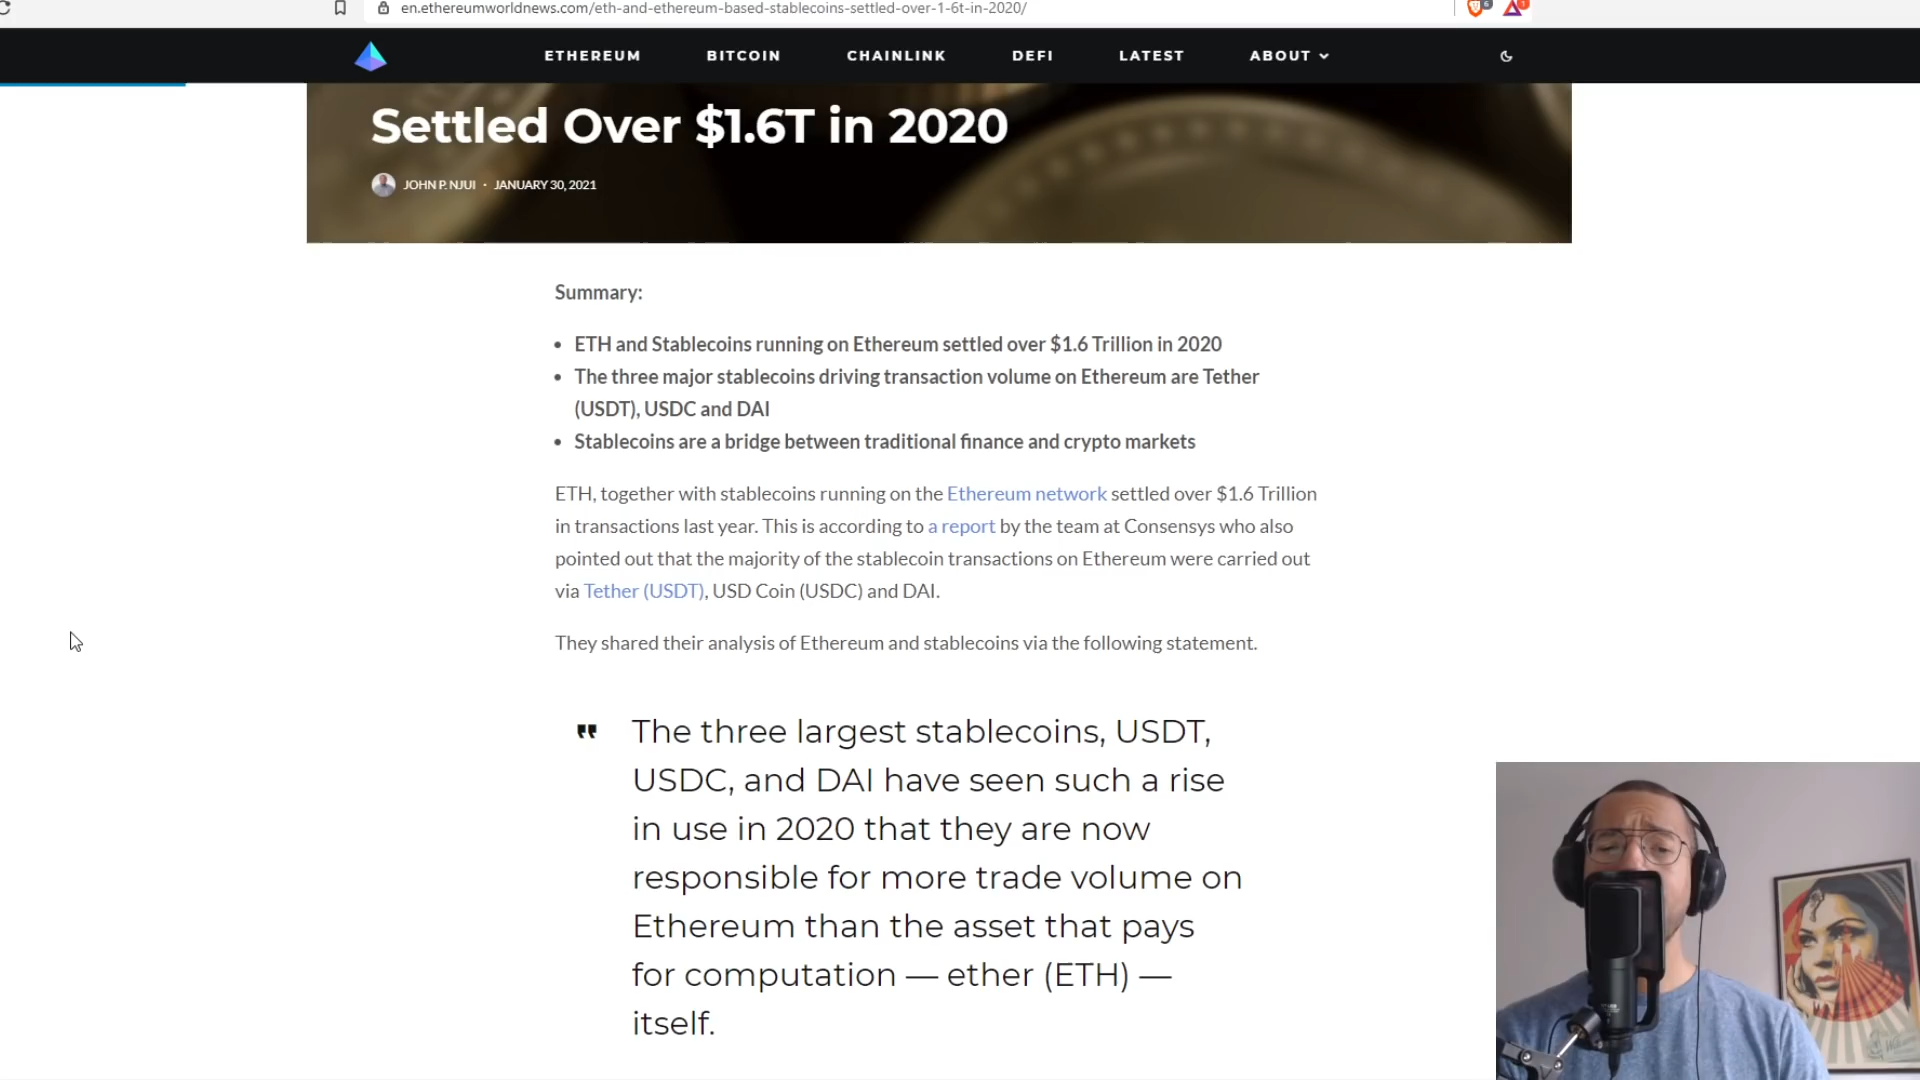 en.ethereumworldnews.com/eth-and-ethereum-based-stablecoins-settled-over-1-6t-in-2020/
6
1
ETHEREUM BITCOIN CHAINLINK DEFI LATEST ABOUT
Settled Over $1.6T in 2020
JOHN P. NJUI · JANUARY 30, 2021
Summary:
• ETH and Stablecoins running on Ethereum settled over $1.6 Trillion in 2020
• The three major stablecoins driving transaction volume on Ethereum are Tether
(USDT), USDC and DAI
• Stablecoins are a bridge between traditional finance and crypto markets
ETH, together with stablecoins running on the Ethereum network settled over $1.6 Trillion
in transactions last year. This is according to a report by the team at Consensys who also
pointed out that the majority of the stablecoin transactions on Ethereum were carried out
via Tether (USDT), USD Coin (USDC) and DAI.
They shared their analysis of Ethereum and stablecoins via the following statement.
" The three largest stablecoins, USDT,
USDC, and DAI have seen such a rise
in use in 2020 that they are now
responsible for more trade volume on
Ethereum than the asset that pays
for computation — ether (ETH) —
itself.